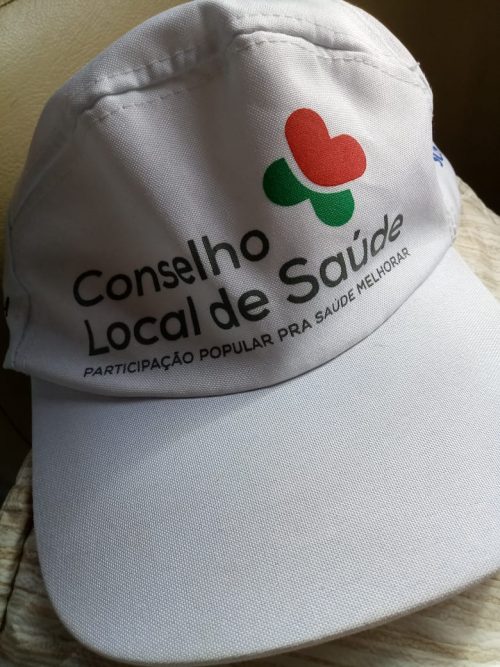 Conselho
Local de Saúde
PARTICIPAÇÃO POPULAR PRA SAÚDE MELHORAR